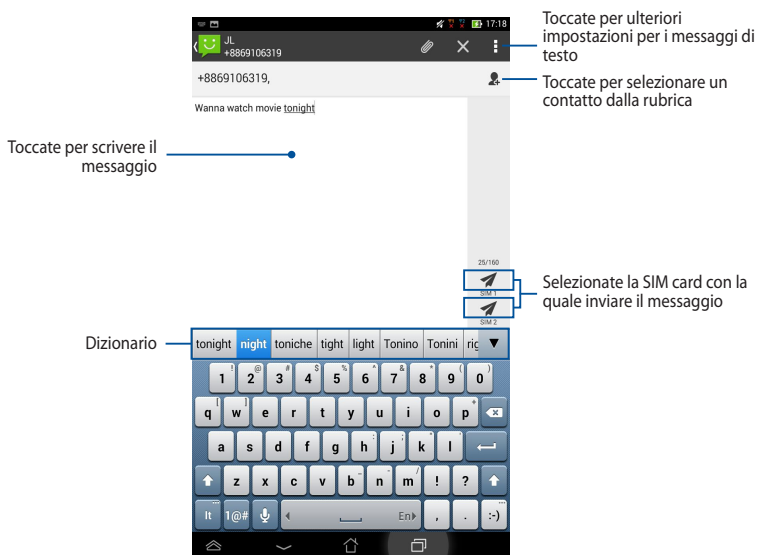 17:18
JL
+8869106319
+8869106319,
Wanna watch movie tonight
25/160
SIM 1
SIM 2
Toccate per ulteriori
impostazioni per i messaggi di
testo
Toccate per selezionare un
contatto dalla rubrica
Toccate per scrivere il
messaggio
Selezionate la SIM card con la
quale inviare il messaggio
Dizionario
tonight night toniche tight light Tonino Tonini rig
1 ! 2 @ 3 # 4 $ 5 % 6 ^ 7 & 8 * 9 ( 0 )
q [ w ] e r t y u i o p +
a s d f g h : j ; k ' l "
z x c v b - n - m / ! ?
It 1@# En , . :-)